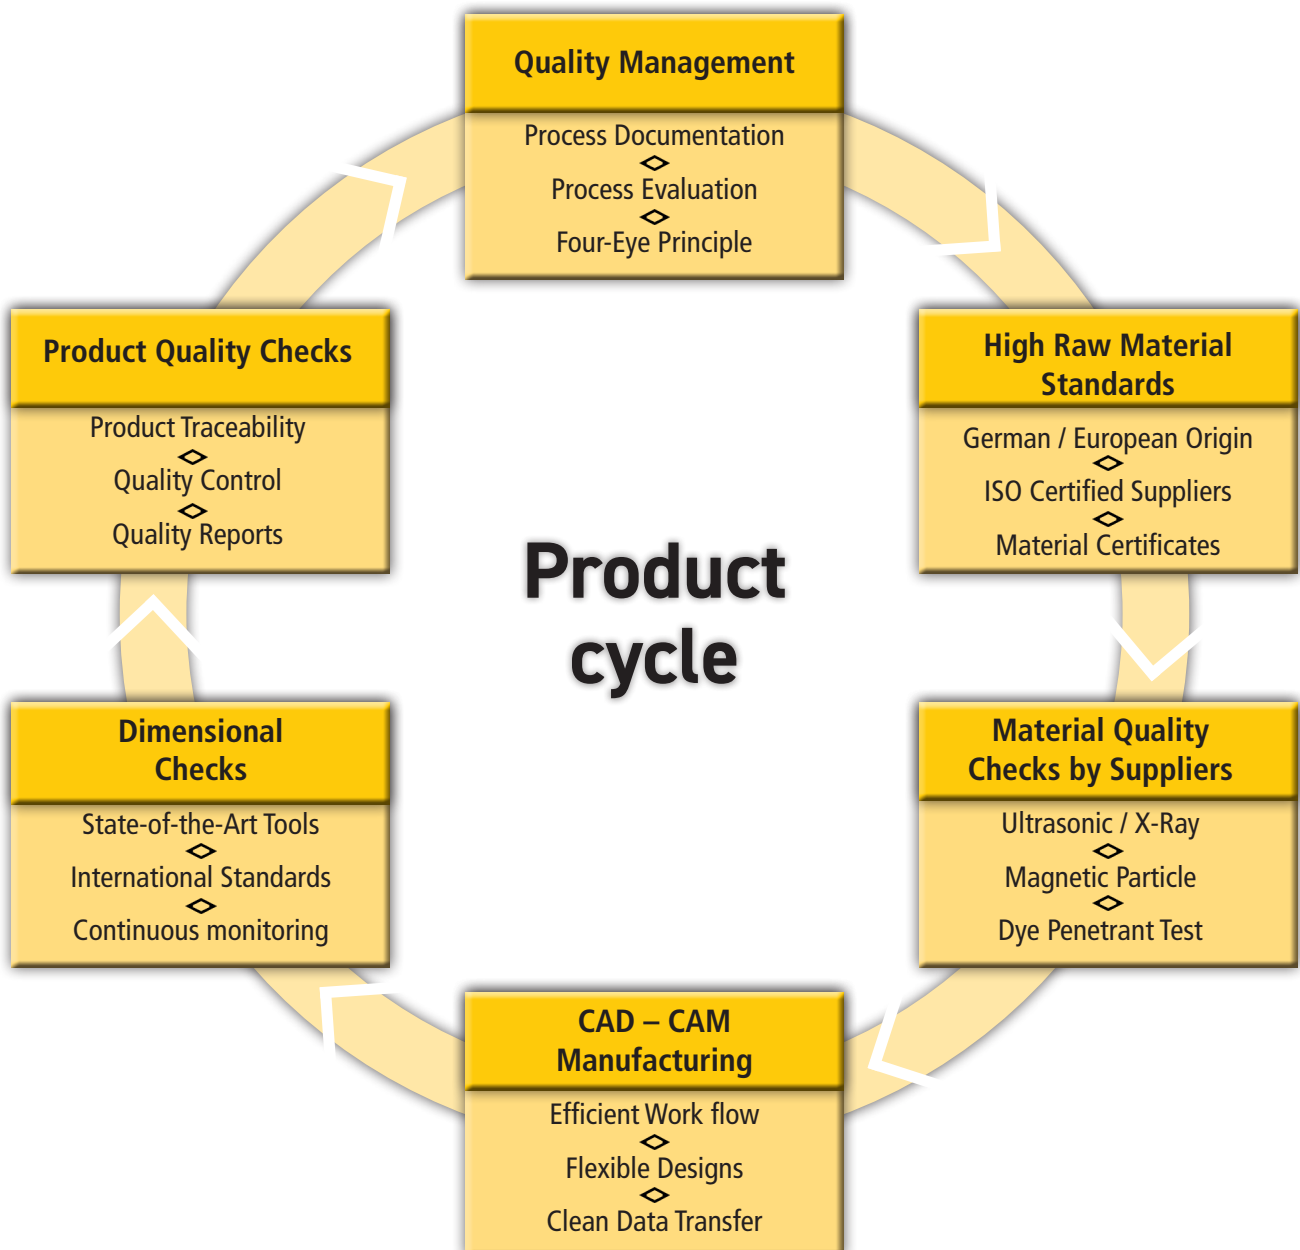 Quality Management
Process Documentation
Process Evaluation
Four-Eye Principle
High Raw Material
Standards
German / European Origin
ISO Certified Suppliers
Material Certificates
Material Quality
Checks by Suppliers
Ultrasonic / X-Ray
Magnetic Particle
Dye Penetrant Test
CAD – CAM
Manufacturing
Efficient Work flow
Flexible Designs
Clean Data Transfer
Dimensional
Checks
State-of-the-Art Tools
International Standards
Continuous monitoring
Product Quality Checks
Product Traceability
Quality Control
Quality Reports
Product
cycle